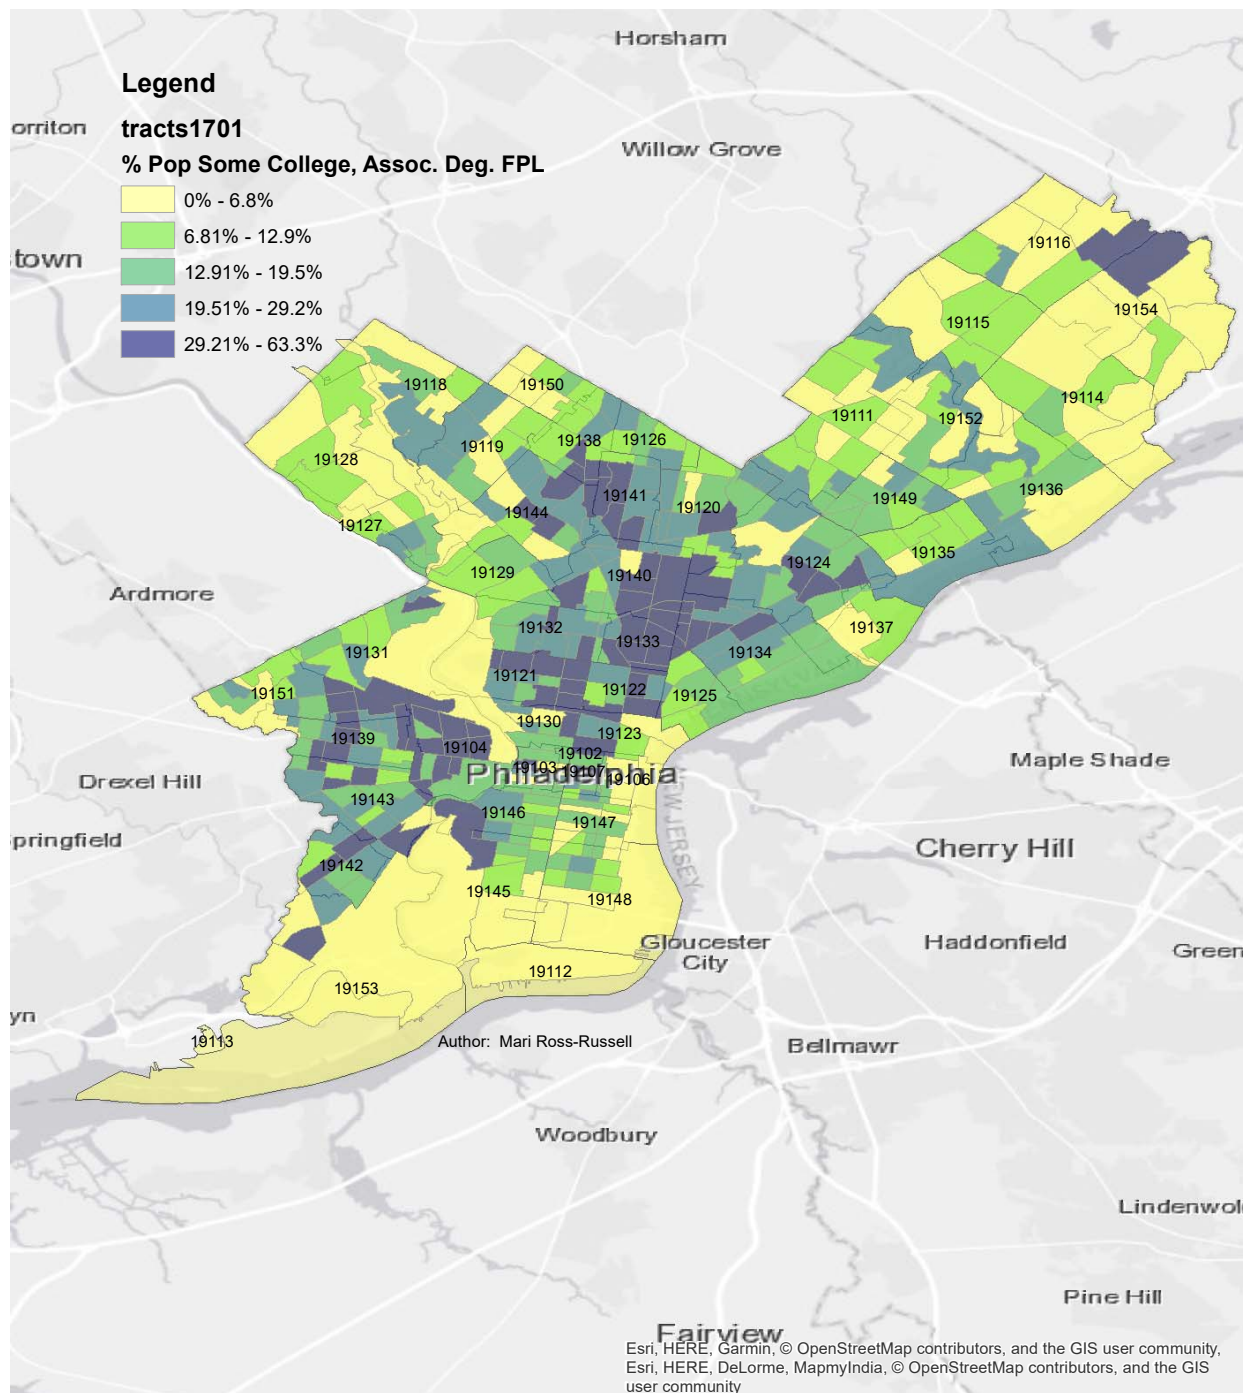 Horsham
Legend
orriton
tracts1701
Willow Grove
% Pop Some College, Assoc. Deg. FPL
0% - 6.8%
6.81% - 12.9%
19116
stown
12.91% - 19.5%
19.51% - 29.2%
19154
19115
29.21% - 63.3%
19118
19150
19114
19111
19152
19138
19126
19119
19128
19136
19141
19149
19120
19144
19127
19135
19124
19129
19140
Ardmore
19132
19133
19137
19131
19134
19121
19122
19125
19151
19130
19123
19139
19104
19102
Maple Shade
19103
19107
Philadelphia
19106
Drexel Hill
19143
19146
19147
NEW JERSEY
pringfield
Cherry Hill
19142
19145
19148
Gloucester
City
Haddonfield
Green
19112
19153
yn
19113
Author: Mari Ross-Russell
Bellmawr
Woodbury
Lindenwol
Pine Hill
Fairview
Esri, HERE, Garmin, © OpenStreetMap contributors, and the GIS user community,
Esri, HERE, DeLorme, MapmyIndia, © OpenStreetMap contributors, and the GIS
user community